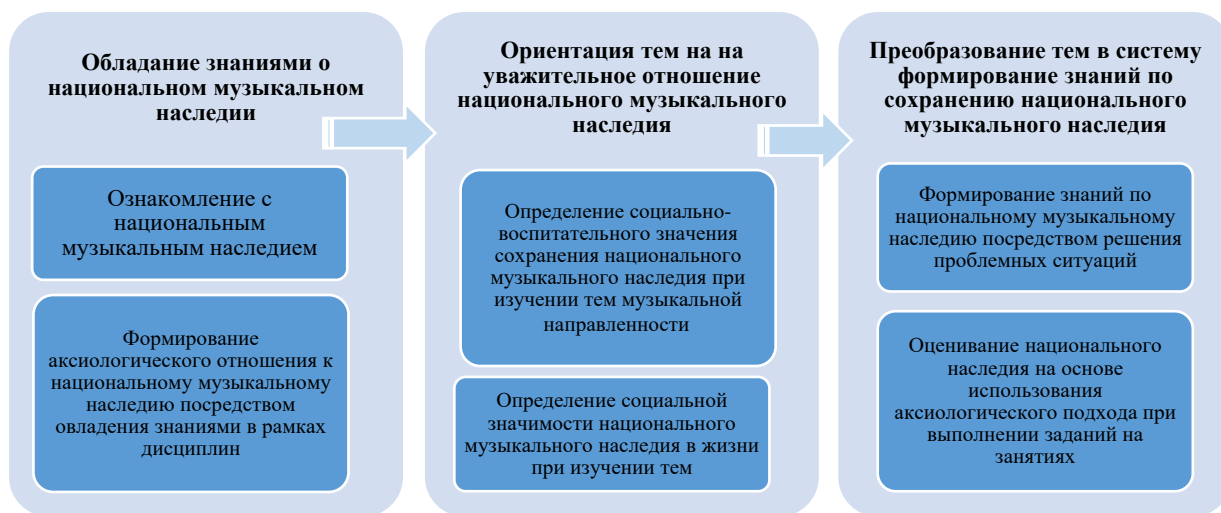 Обладание знаниями о
национальном музыкальном
наследии
Ознакомление с
национальным
музыкальным наследием
Формирование
аксиологического отношения к
национальному музыкальному
наследию посредством
овладения знаниями в рамках
дисциплин
Ориентация тем на на
уважительное отношение
национального музыкального
наследия
Определение социально-
воспитательного значения
сохранения национального
музыкального наследия при
изучении тем музыкальной
направленности
Определение социальной
значимости национального
музыкального наследия в жизни
при изучении тем
Преобразование тем в систему
формирование знаний по
сохранению национального
музыкального наследия
Формирование знаний по
национальному музыкальному
наследию посредством решения
проблемных ситуаций
Оценивание национального
наследия на основе
использования
аксиологического подхода при
выполнении заданий на
занятиях